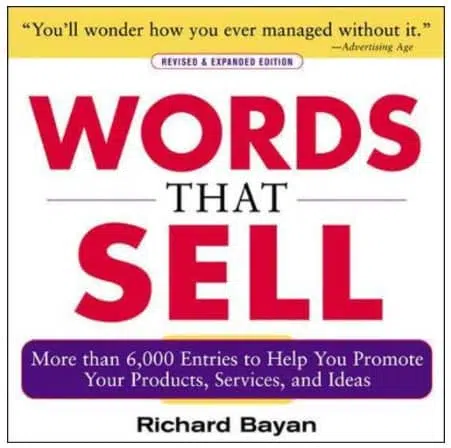 “You'll wonder how you ever managed without it.”
—Advertising Age
REVISED & EXPANDED EDITION
WORDS
THAT
SELL
More than 6,000 Entries to Help You Promote
Your Products, Services, and Ideas
Richard Bayan